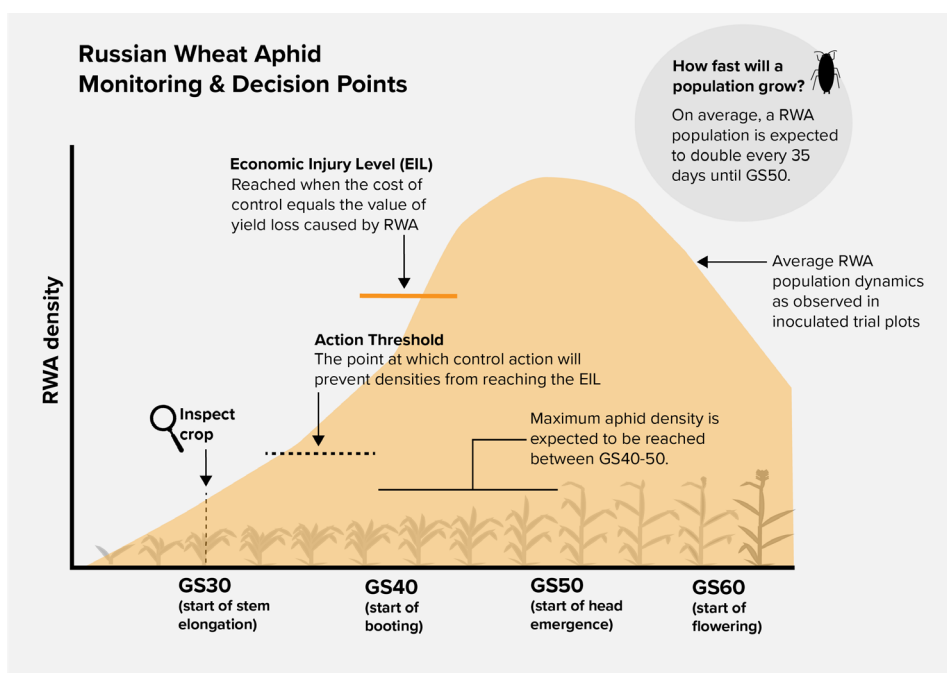 Russian Wheat Aphid
Monitoring & Decision Points
How fast will a
population grow?
On average, a RWA
population is expected
to double every 35
days until GS50.
Economic Injury Level (EIL)
Reached when the cost of
control equals the value of
yield loss caused by RWA
Average RWA
population dynamics
as observed in
inoculated trial plots
RWA density
Action Threshold
The point at which control action will
prevent densities from reaching the EIL
Inspect
crop
Maximum aphid density is
expected to be reached
between GS40-50.
GS30
(start of stem
elongation)
GS40
(start of
booting)
GS50
(start of head
emergence)
GS60
(start of
flowering)